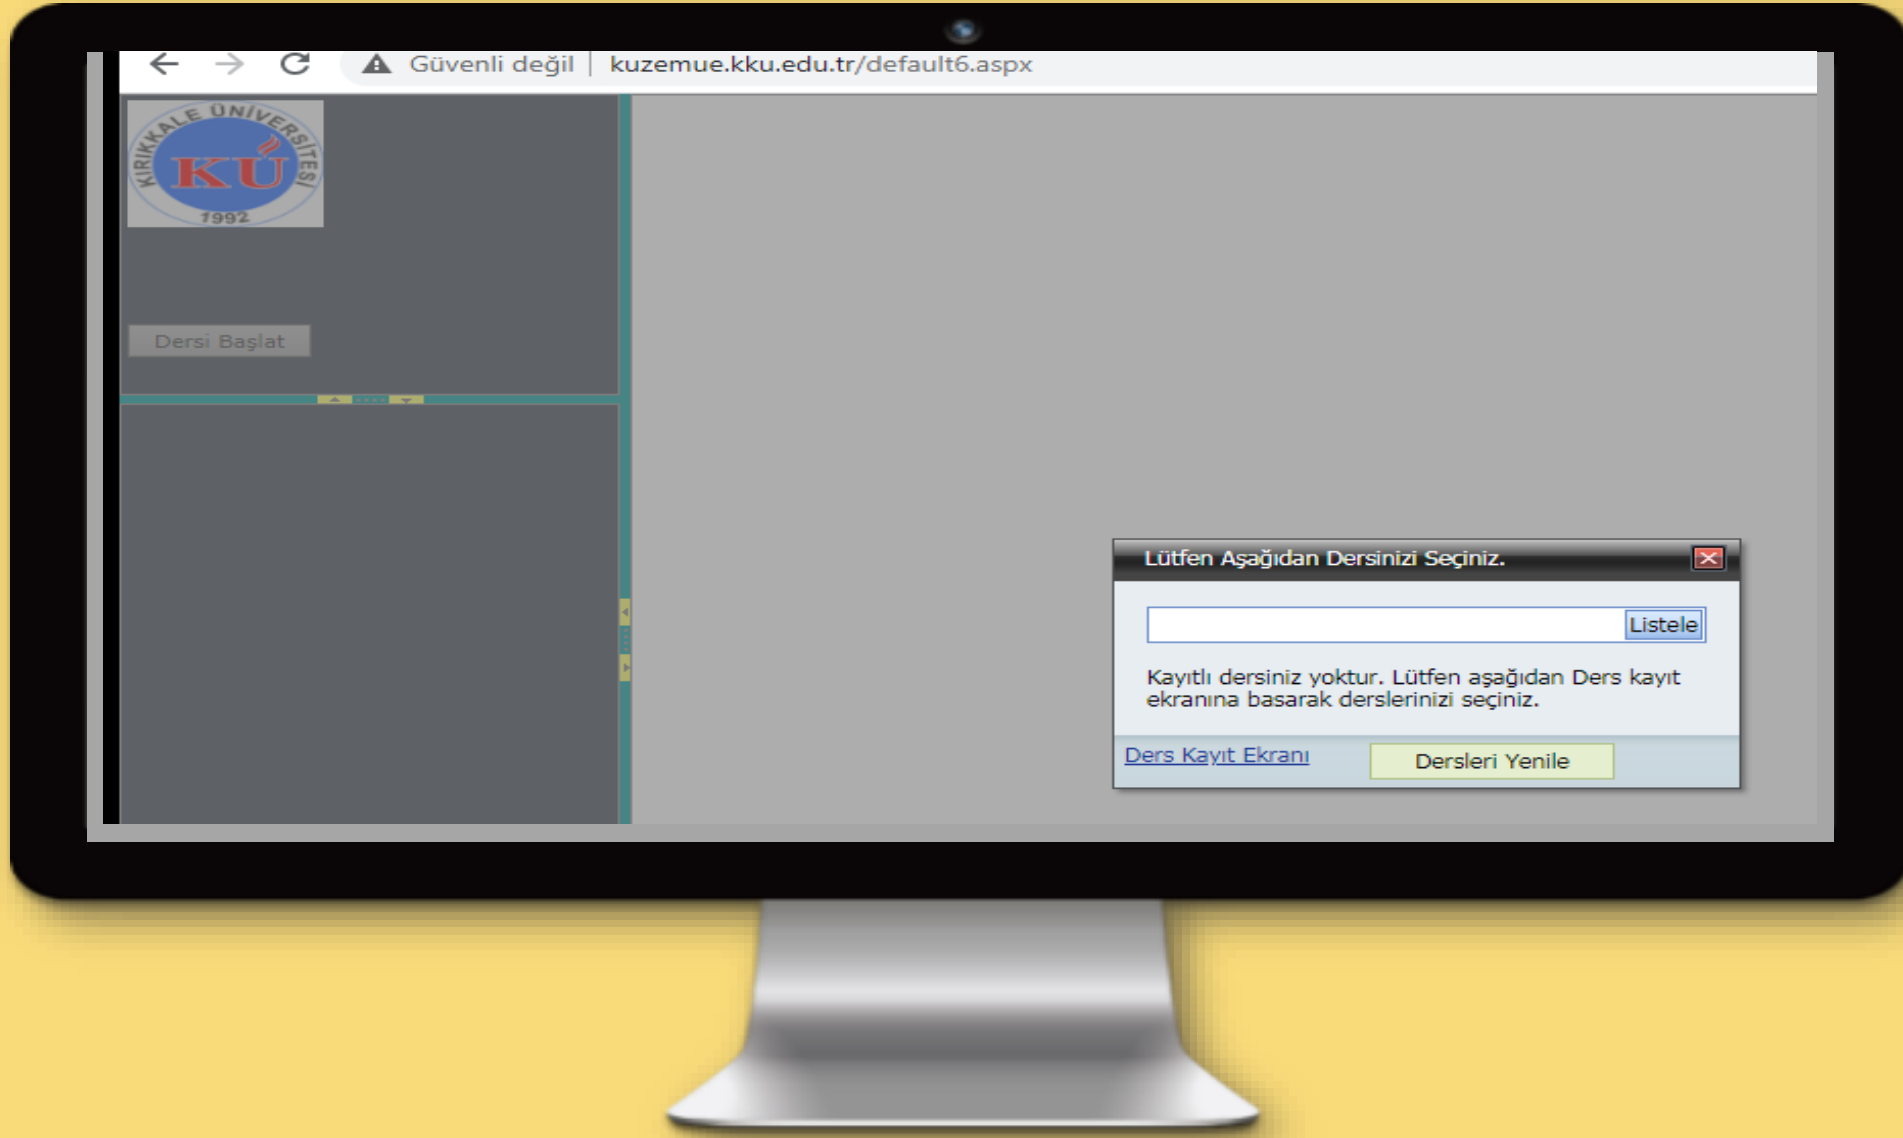 Güvenli değil | kuzemue.kku.edu.tr/default6.aspx
KIRIKKALE ÜNİVERSİTESİ
KÜ
1992
Dersi Başlat
Lütfen Aşağıdan Dersinizi Seçiniz.
Listele
Kayıtlı dersiniz yoktur. Lütfen aşağıdan Ders kayıt
ekranına basarak derslerinizi seçiniz.
Ders Kayıt Ekranı
Dersleri Yenile